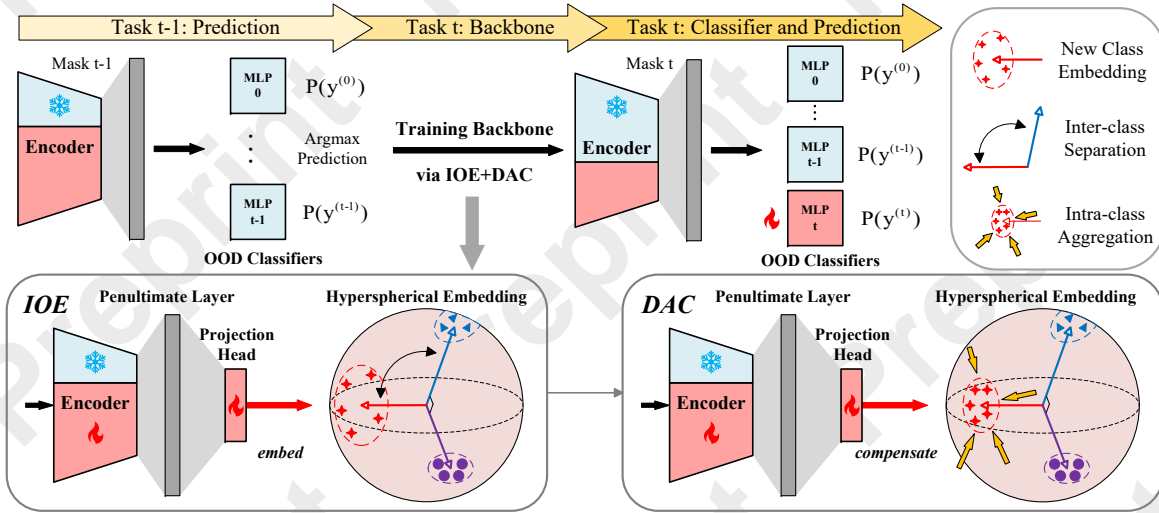 Task t-1: Prediction
Task t: Backbone
Task t: Classifier and Prediction
Mask t-1
Encoder
MLP
0
P(y^(0))
Argmax
Prediction
MLP
t-1
P(y^(t-1))
OOD Classifiers
Training Backbone
via IOE+DAC
Mask t
Encoder
MLP
0
P(y^(0))
MLP
t-1
P(y^(t-1))
MLP
t
P(y^(t))
OOD Classifiers
New Class
Embedding
Inter-class
Separation
Intra-class
Aggregation
IOE
Penultimate Layer
Hyperspherical Embedding
Projection
Head
Encoder
embed
DAC
Penultimate Layer
Hyperspherical Embedding
Projection
Head
Encoder
compensate
Preprint
Preprint
Preprint